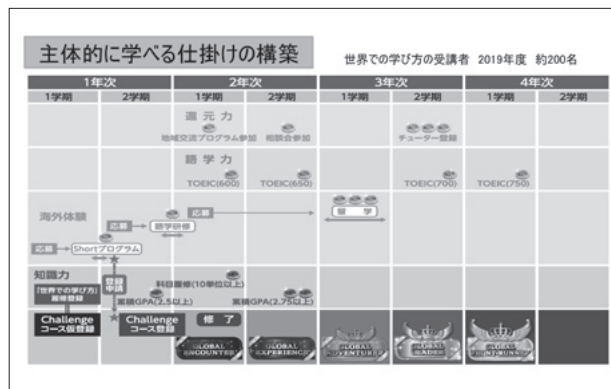 主体的に学べる仕掛けの構築
世界での学び方の受講者 2019年度 約200名
1年次 2年次 3年次 4年次
1学期 2学期 1学期 2学期 1学期 2学期 1学期 2学期
還元力
地域交流プログラム参加 相談会参加 チューター登録
語学力
TOEIC(600) TOEIC(650) TOEIC(700) TOEIC(750)
海外体験
応募 語学研修 応募 留学
応募 Shortプログラム
知識力
「世界での学び方」
履修登録
登録
申請
科目履修(10単位以上)
累積GPA(2.5以上) 累積GPA(2.75以上)
Challenge
コース仮登録
Challenge
コース登録
修了
GLOBAL
ENCOUNTER
GLOBAL
EXPERIENCE
GLOBAL
ADVENTURER
GLOBAL
LEADER
GLOBAL
FRONT-RUNNER